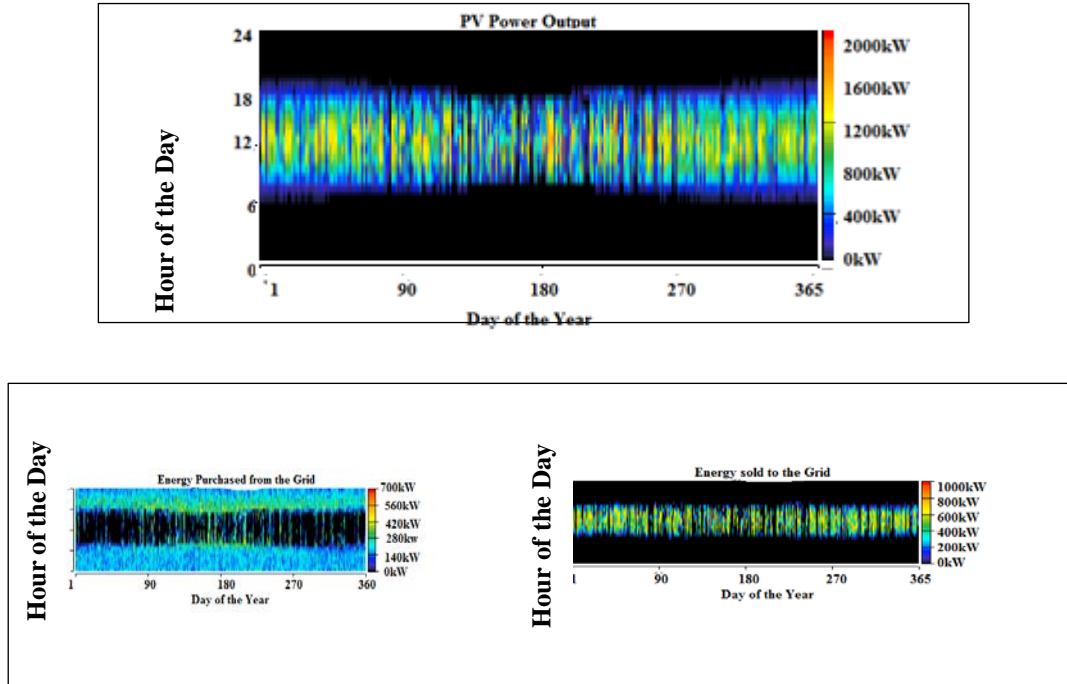 PV Power Output
Hour of the Day
24
18
12
6
0
2000kW
1600kW
1200kW
800kW
400kW
0kW
1 90 180 270 365
Day of the Year
Hour of the Day
Energy Purchased from the Grid
700kW
560kW
420kW
280kw
140kW
0kW
1 90 180 270 360
Day of the Year
Hour of the Day
Energy sold to the Grid
1000kW
800kW
600kW
400kW
200kW
0kW
1 90 180 270 365
Day of the Year